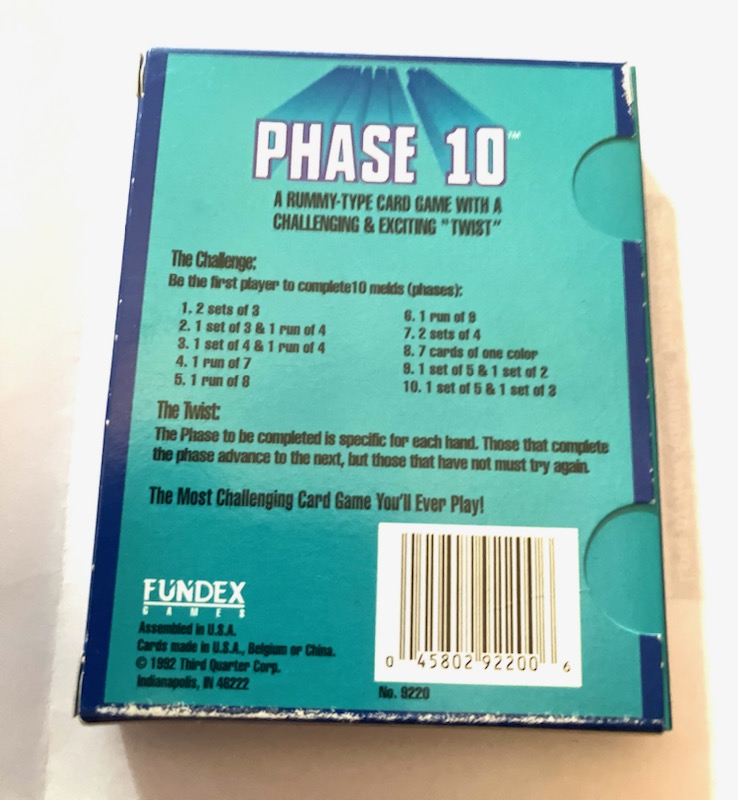 PHASE 10™
A RUMMY-TYPE CARD GAME WITH A
CHALLENGING & EXCITING "TWIST"
The Challenge:
Be the first player to complete10 melds (phases):
1. 2 sets of 3
2. 1 set of 3 & 1 run of 4
3. 1 set of 4 & 1 run of 4
4. 1 run of 7
5. 1 run of 8
6. 1 run of 9
7. 2 sets of 4
8. 7 cards of one color
9. 1 set of 5 & 1 set of 2
10. 1 set of 5 & 1 set of 3
The Twist:
The Phase to be completed is specific for each hand. Those that complete
the phase advance to the next, but those that have not must try again.
The Most Challenging Card Game You'll Ever Play!
FUNDEX
GAMES
Assembled in U.S.A.
Cards made in U.S.A., Belgium or China.
© 1992 Third Quarter Corp.
Indianapolis, IN 46222
0 45802 92200 6
No. 9220